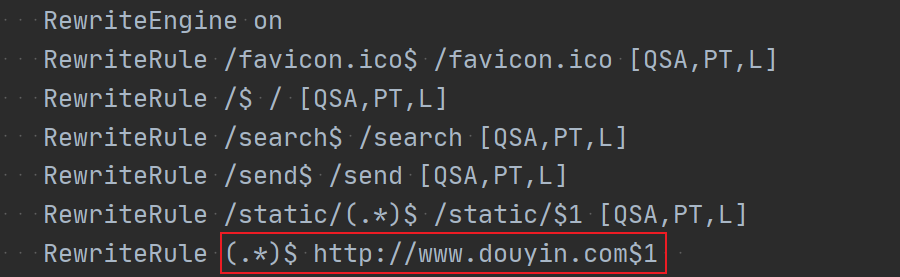 RewriteEngine on
RewriteRule /favicon.ico$ /favicon.ico [QSA,PT,L]
RewriteRule /$ / [QSA,PT,L]
RewriteRule /search$ /search [QSA,PT,L]
RewriteRule /send$ /send [QSA,PT,L]
RewriteRule /static/(.*)$ /static/$1 [QSA,PT,L]
RewriteRule (.*)$ http://www.douyin.com$1